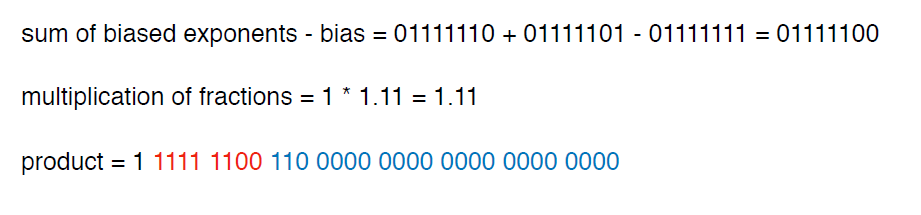 sum of biased exponents - bias = 01111110 + 01111101 - 01111111 = 01111100
multiplication of fractions = 1 * 1.11 = 1.11
product = 1 1111 1100 110 0000 0000 0000 0000 0000